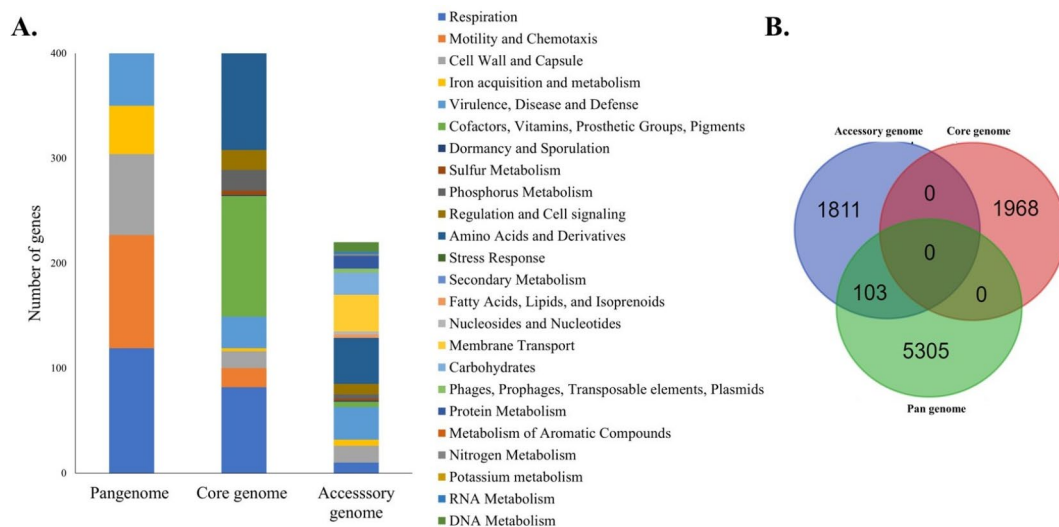 A.
400
300
200
100
0
Number of genes
Pangenome
Core genome
Accesssory
genome
Respiration
Motility and Chemotaxis
Cell Wall and Capsule
Iron acquisition and metabolism
Virulence, Disease and Defense
Cofactors, Vitamins, Prosthetic Groups, Pigments
Dormancy and Sporulation
Sulfur Metabolism
Phosphorus Metabolism
Regulation and Cell signaling
Amino Acids and Derivatives
Stress Response
Secondary Metabolism
Fatty Acids, Lipids, and Isoprenoids
Nucleosides and Nucleotides
Membrane Transport
Carbohydrates
Phages, Prophages, Transposable elements, Plasmids
Protein Metabolism
Metabolism of Aromatic Compounds
Nitrogen Metabolism
Potassium metabolism
RNA Metabolism
DNA Metabolism
B.
Accessory genome
Core genome
1811
0
1968
0
103
0
5305
Pan genome